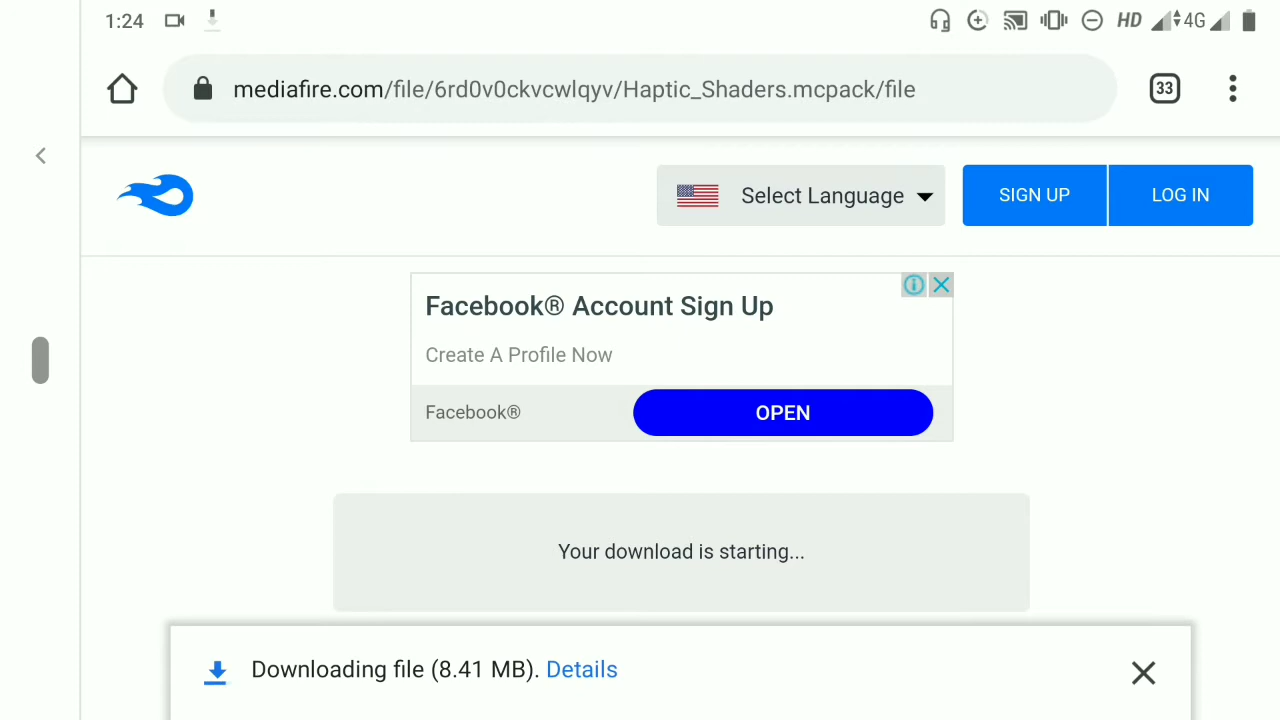 1:24 HD 4G
mediafire.com/file/6rd0v0ckvcwlqyv/Haptic_Shaders.mcpack/file 33
Select Language SIGN UP LOG IN
Facebook® Account Sign Up
Create A Profile Now
Facebook® OPEN
Your download is starting...
Downloading file (8.41 MB). Details